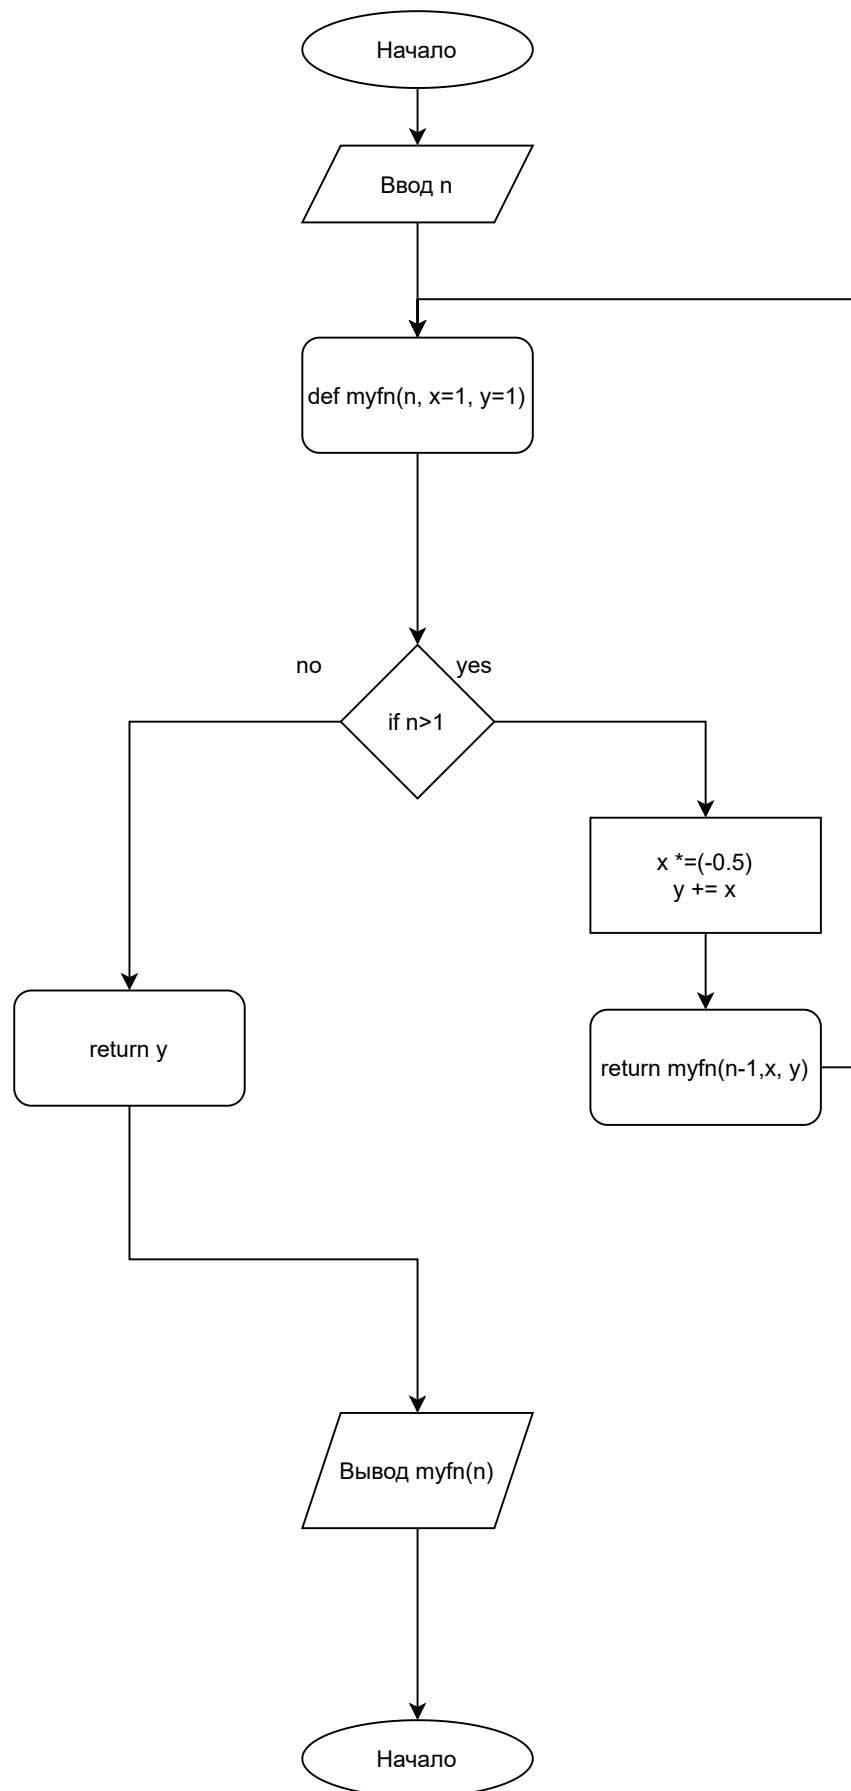 Начало
Ввод n
def myfn(n, x=1, y=1)
no
yes
if n>1
x *=(-0.5)
y += x
return y
return myfn(n-1,x, y)
Вывод myfn(n)
Начало